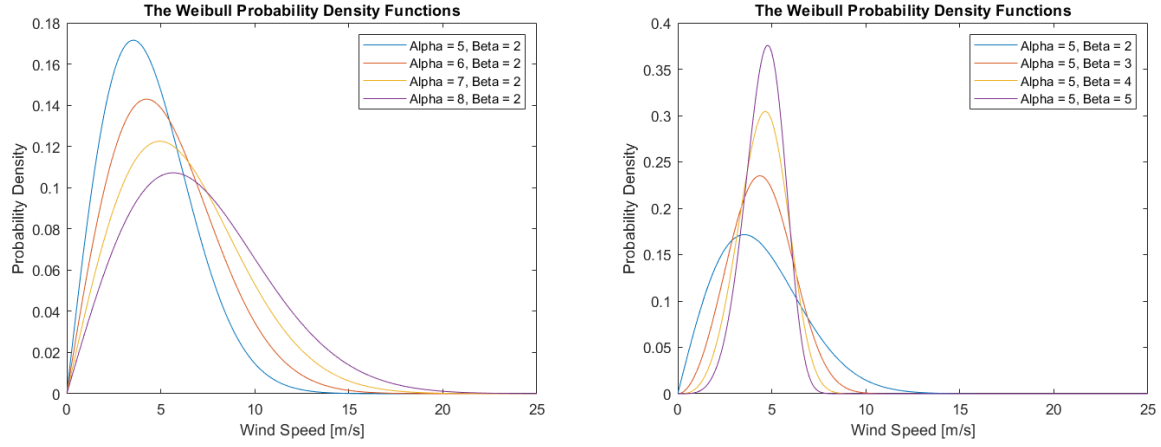 The Weibull Probability Density Functions
Probability Density
0.18
0.16
0.14
0.12
0.1
0.08
0.06
0.04
0.02
0
Alpha = 5, Beta = 2
Alpha = 6, Beta = 2
Alpha = 7, Beta = 2
Alpha = 8, Beta = 2
0 5 10 15 20 25
Wind Speed [m/s]
The Weibull Probability Density Functions
Probability Density
0.4
0.35
0.3
0.25
0.2
0.15
0.1
0.05
0
Alpha = 5, Beta = 2
Alpha = 5, Beta = 3
Alpha = 5, Beta = 4
Alpha = 5, Beta = 5
0 5 10 15 20 25
Wind Speed [m/s]